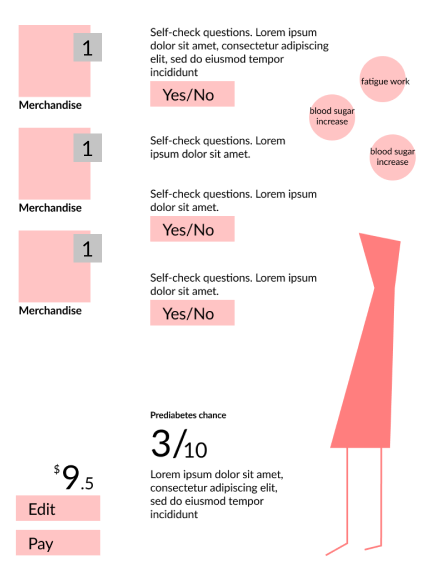 1
Merchandise
1
Merchandise
1
Merchandise
$9.5
Edit
Pay
Self-check questions. Lorem ipsum
dolor sit amet, consectetur adipiscing
elit, sed do eiusmod tempor
incididunt
Yes/No
Self-check questions. Lorem
ipsum dolor sit amet.
Self-check questions. Lorem ipsum
dolor sit amet.
Yes/No
Self-check questions. Lorem ipsum
dolor sit amet.
Yes/No
Prediabetes chance
3/10
Lorem ipsum dolor sit amet,
consectetur adipiscing elit,
sed do eiusmod tempor
incididunt
fatigue work
blood sugar
increase
blood sugar
increase